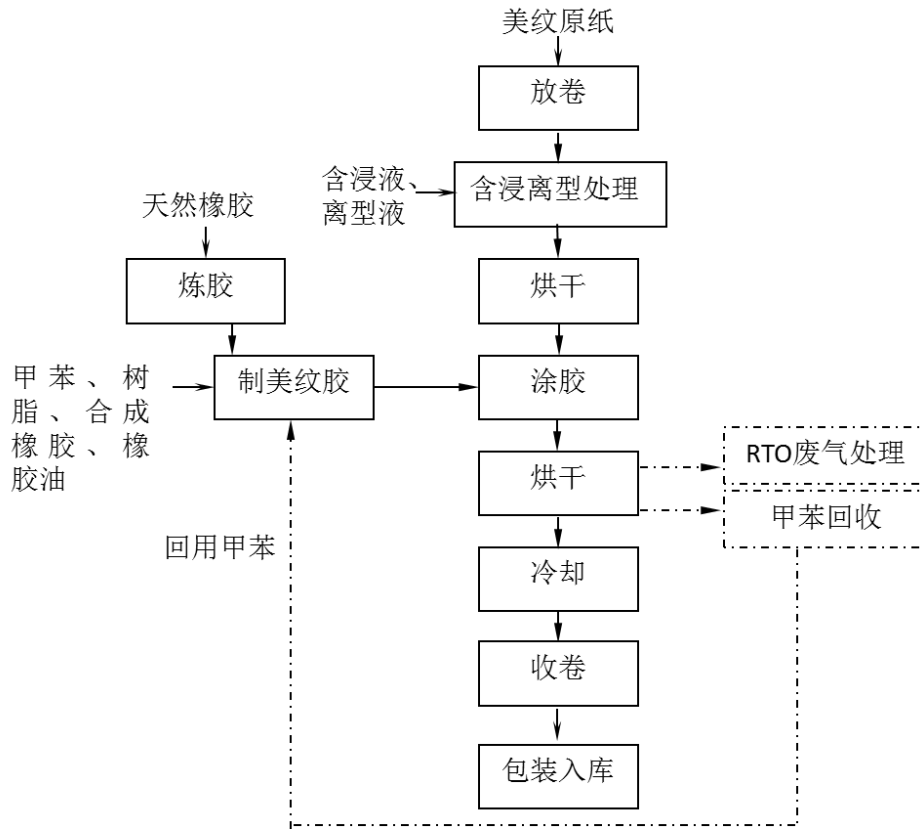 美纹原纸
放卷
含浸液、
离型液
含浸离型处理
天然橡胶
炼胶
烘干
甲苯、树
脂、合成
橡胶、橡
胶油
制美纹胶
涂胶
烘干
RTO废气处理
甲苯回收
回用甲苯
冷却
收卷
包装入库